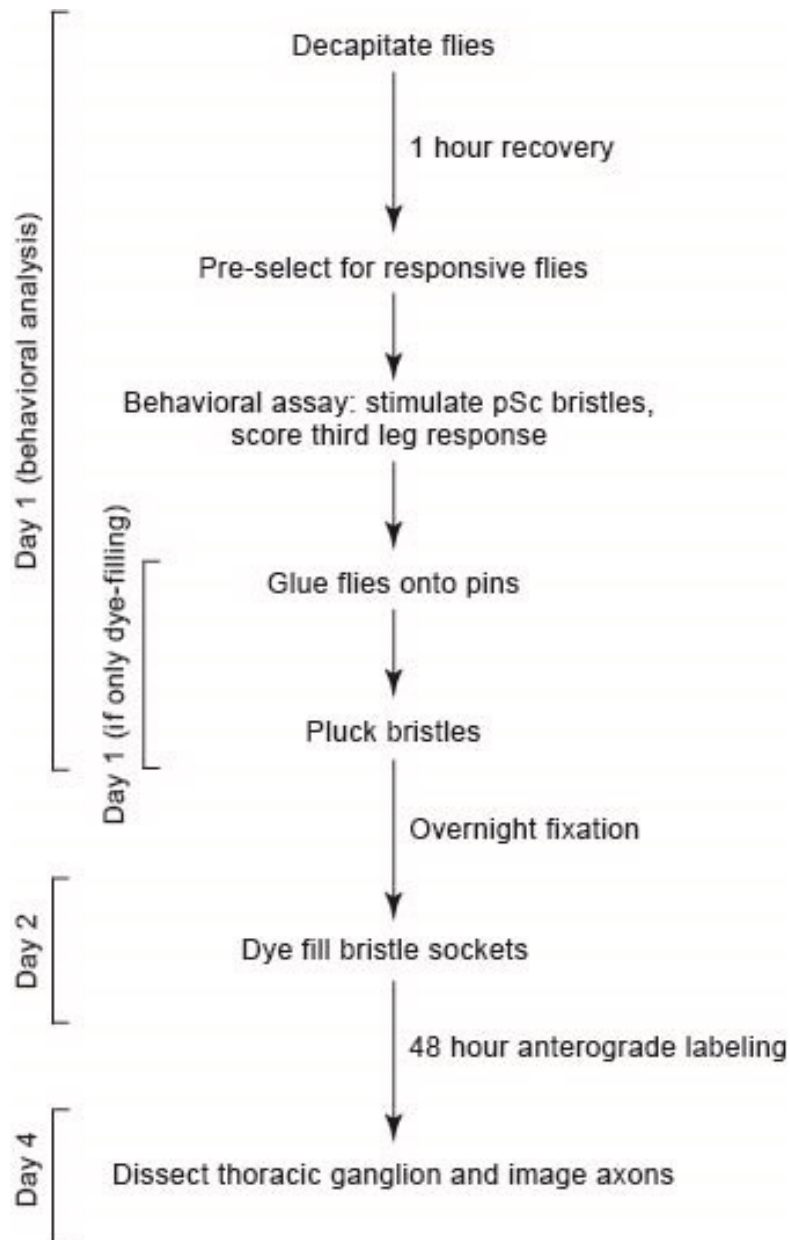 Decapitate flies
1 hour recovery
Pre-select for responsive flies
Behavioral assay: stimulate pSc bristles,
score third leg response
Glue flies onto pins
Pluck bristles
Overnight fixation
Dye fill bristle sockets
48 hour anterograde labeling
Dissect thoracic ganglion and image axons
Day 1 (behavioral analysis)
Day 1 (if only dye-filling)
Day 2
Day 4